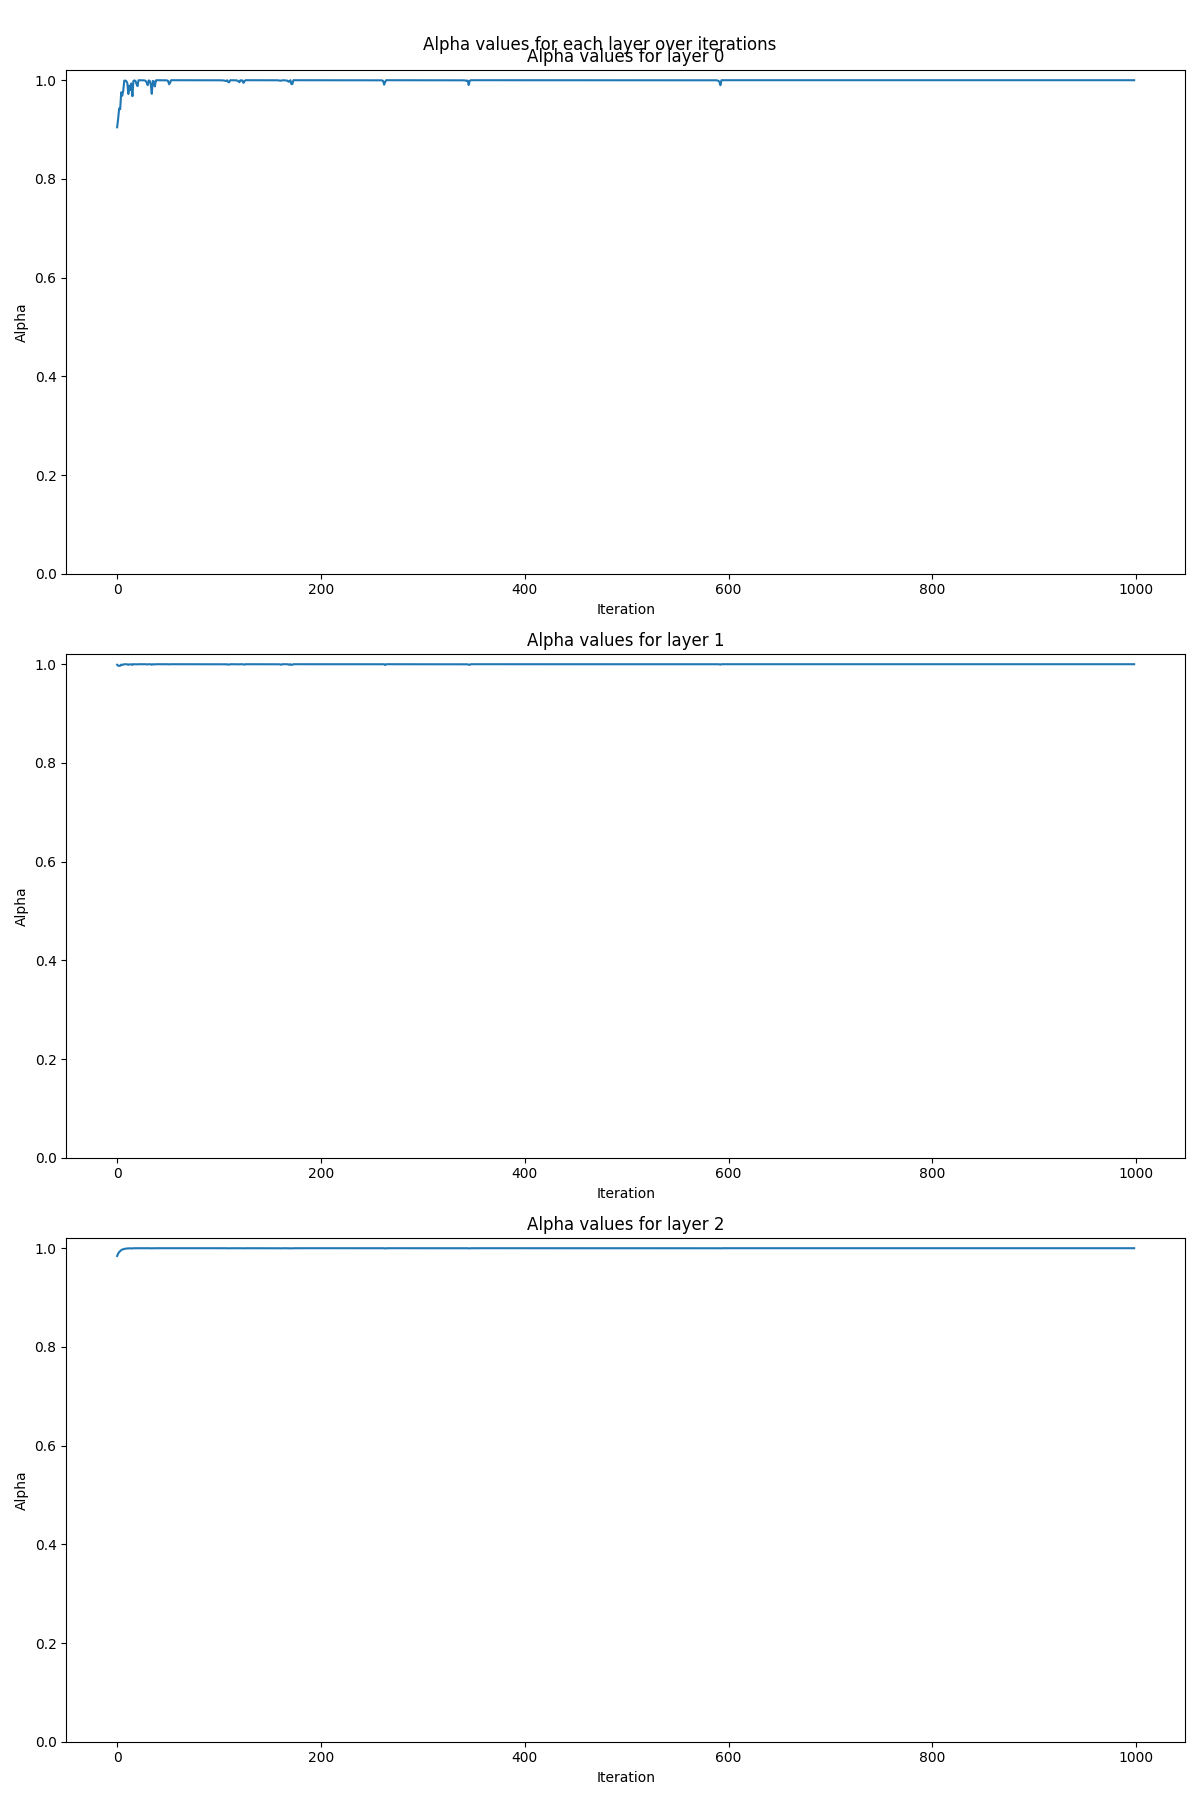 Alpha values for each layer over iterations
Alpha values for layer 0
1.0
0.8
0.6
0.4
0.2
0.0
Alpha
0 200 400 600 800 1000
Iteration
Alpha values for layer 1
1.0
0.8
0.6
0.4
0.2
0.0
Alpha
0 200 400 600 800 1000
Iteration
Alpha values for layer 2
1.0
0.8
0.6
0.4
0.2
0.0
Alpha
0 200 400 600 800 1000
Iteration